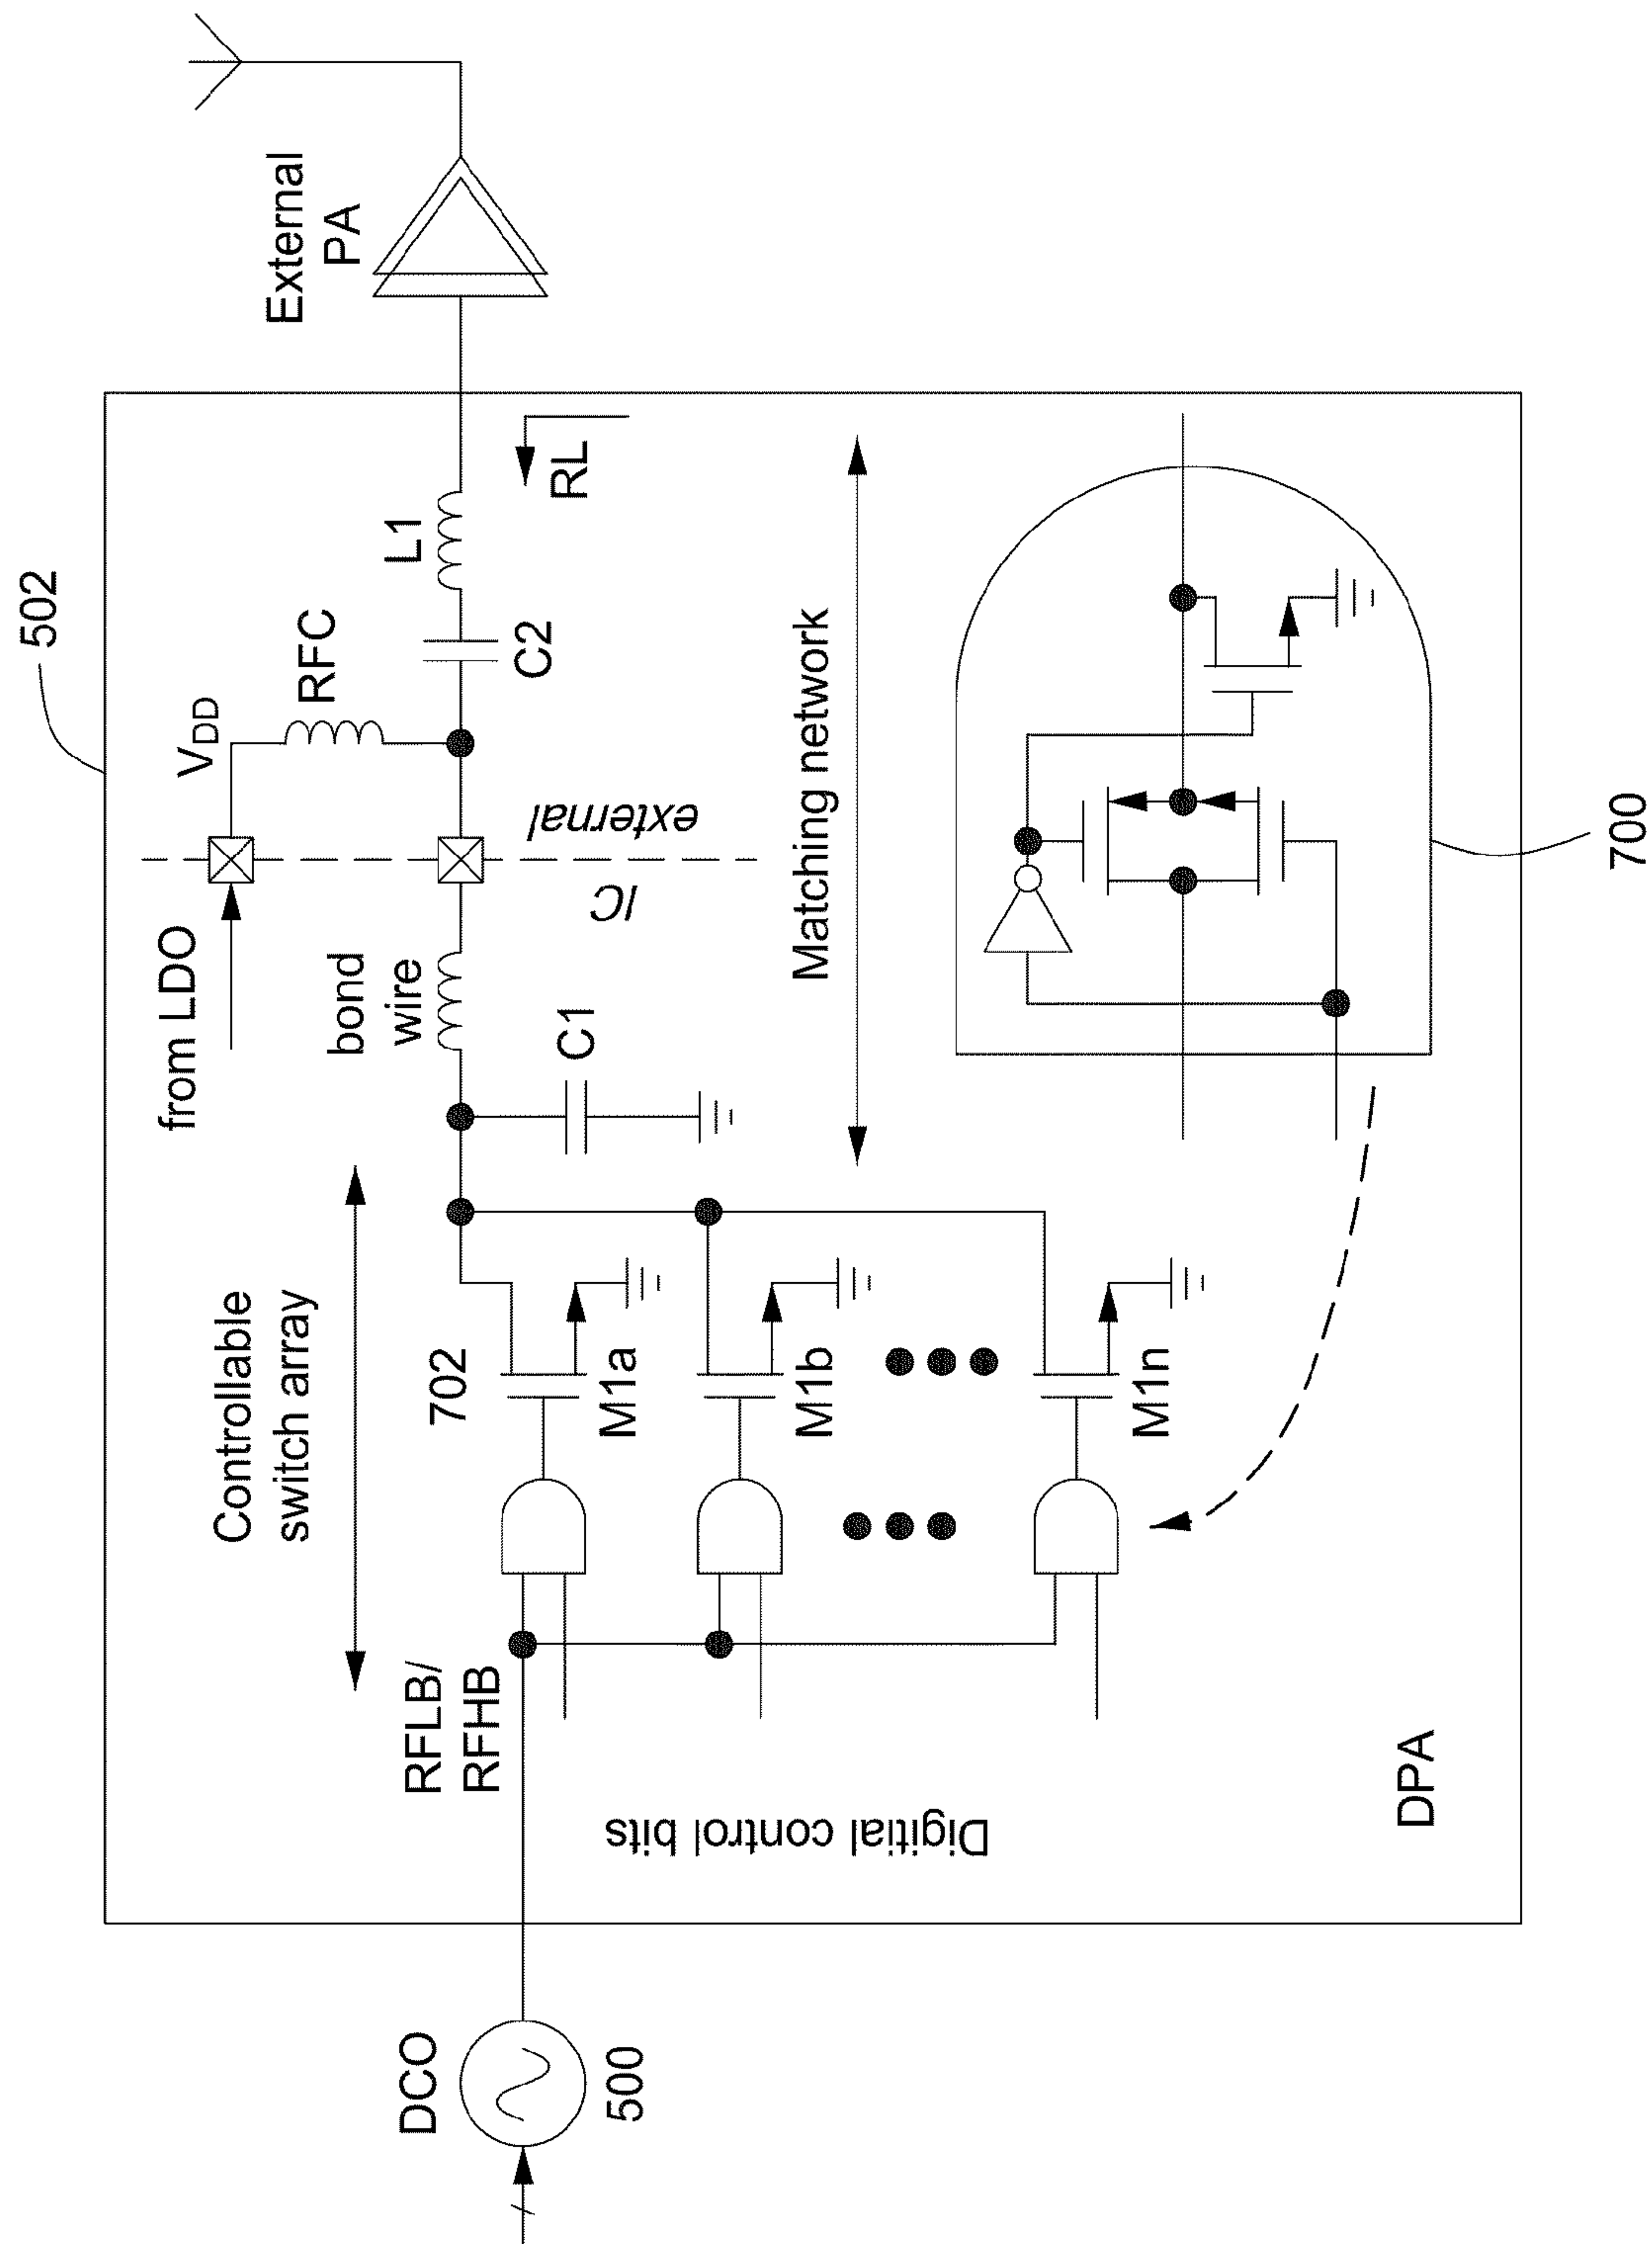 502
External
PA
from LDO
VDD
RFC
L1
C2
RL
bond
wire
IC
external
C1
Controllable
switch array
702
M1a
M1b
M1n
RFLB/
RFHB
Digitial control bits
DCO
500
Matching network
700
DPA